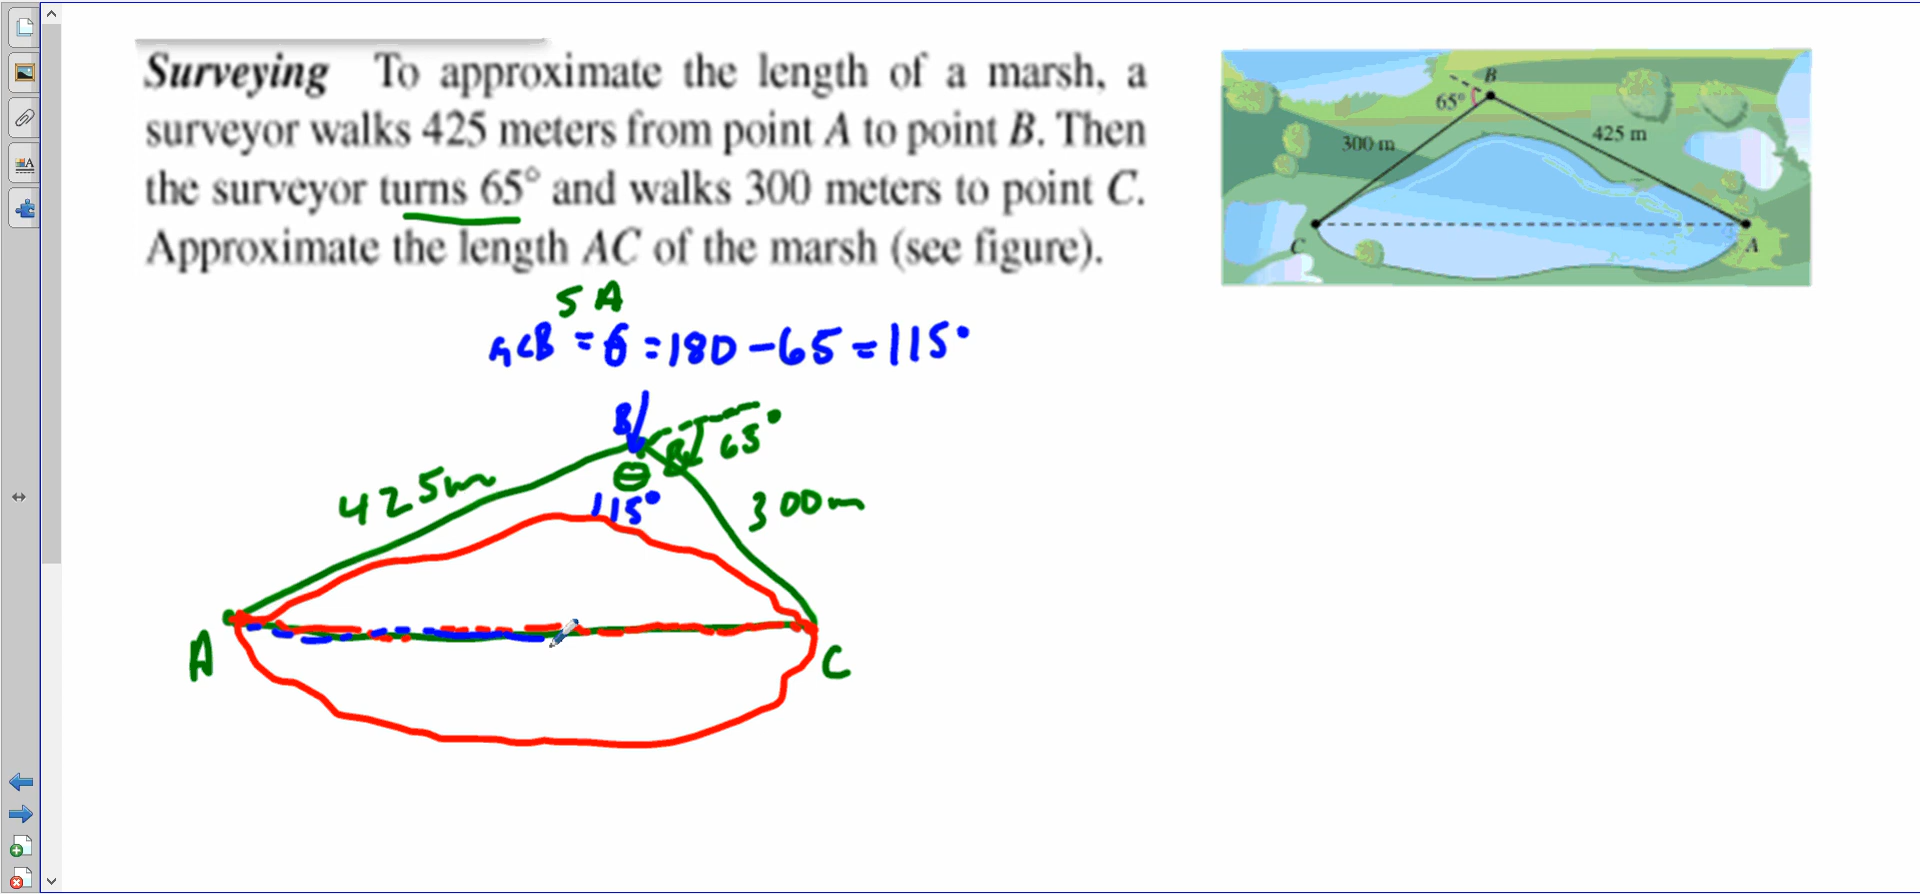 Surveying To approximate the length of a marsh, a
surveyor walks 425 meters from point A to point B. Then
the surveyor turns 65° and walks 300 meters to point C.
Approximate the length AC of the marsh (see figure).
B
65°
300 m
425 m
C
A
S A
ACB = θ = 180 - 65 = 115°
B
65°
425m
θ
115°
300m
A
C